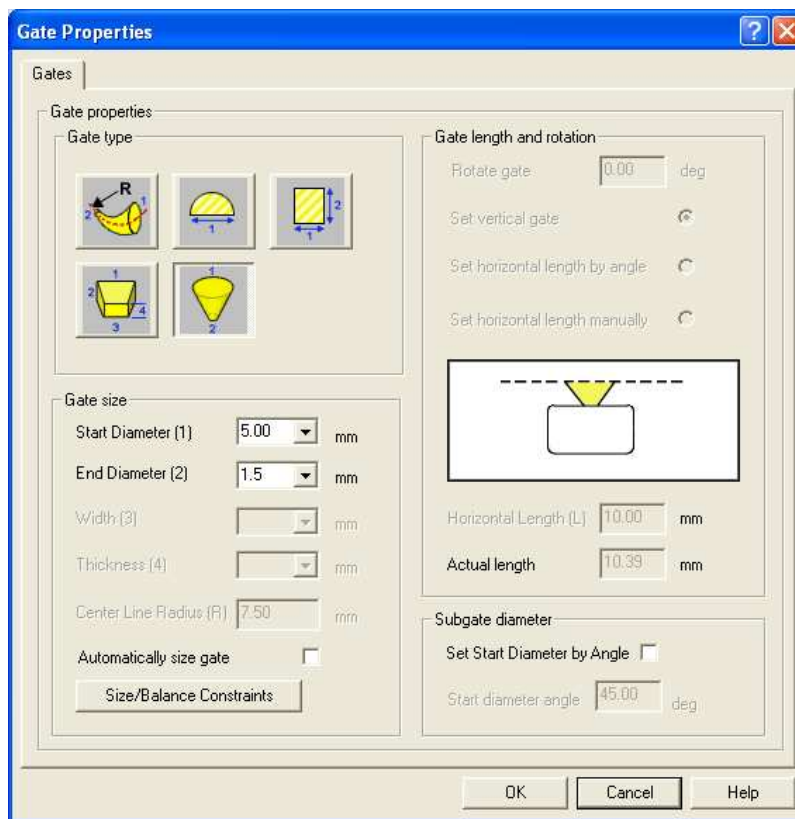 Gate Properties
Gates
Gate properties
Gate type
R
1
2
1
2
1
1
2
4
3
1
2
Gate size
Start Diameter (1) 5.00 mm
End Diameter (2) 1.5 mm
Width (3) mm
Thickness (4) mm
Center Line Radius (R) 7.50 mm
Automatically size gate
Size/Balance Constraints
Gate length and rotation
Rotate gate 0.00 deg
Set vertical gate
Set horizontal length by angle
Set horizontal length manually
Horizontal Length (L) 10.00 mm
Actual length 10.39 mm
Subgate diameter
Set Start Diameter by Angle
Start diameter angle 45.00 deg
OK Cancel Help